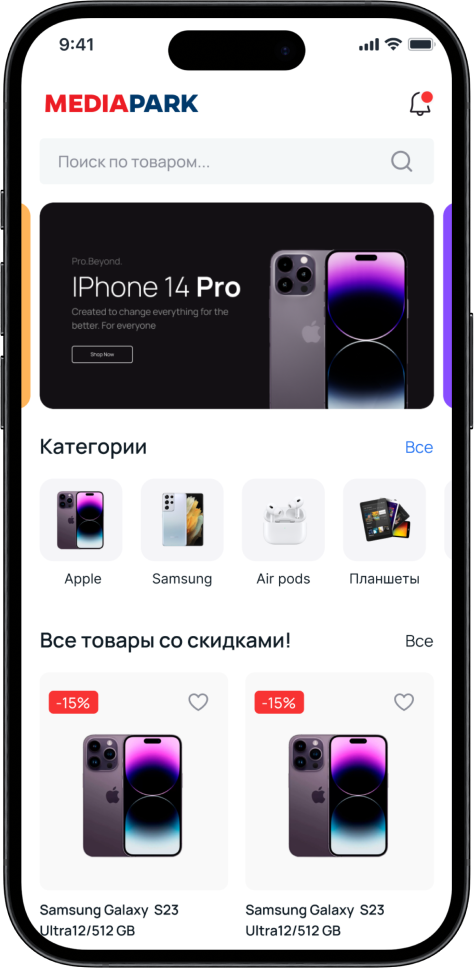 9:41
MEDIAPARK
Поиск по товаром...
Pro.Beyond.
IPhone 14 Pro
Created to change everything for the
better. For everyone
Shop Now
Категории
Все
Apple
Samsung
Air pods
Планшеты
Все товары со скидками!
Все
-15%
-15%
Samsung Galaxy S23
Ultra12/512 GB
Samsung Galaxy S23
Ultra12/512 GB